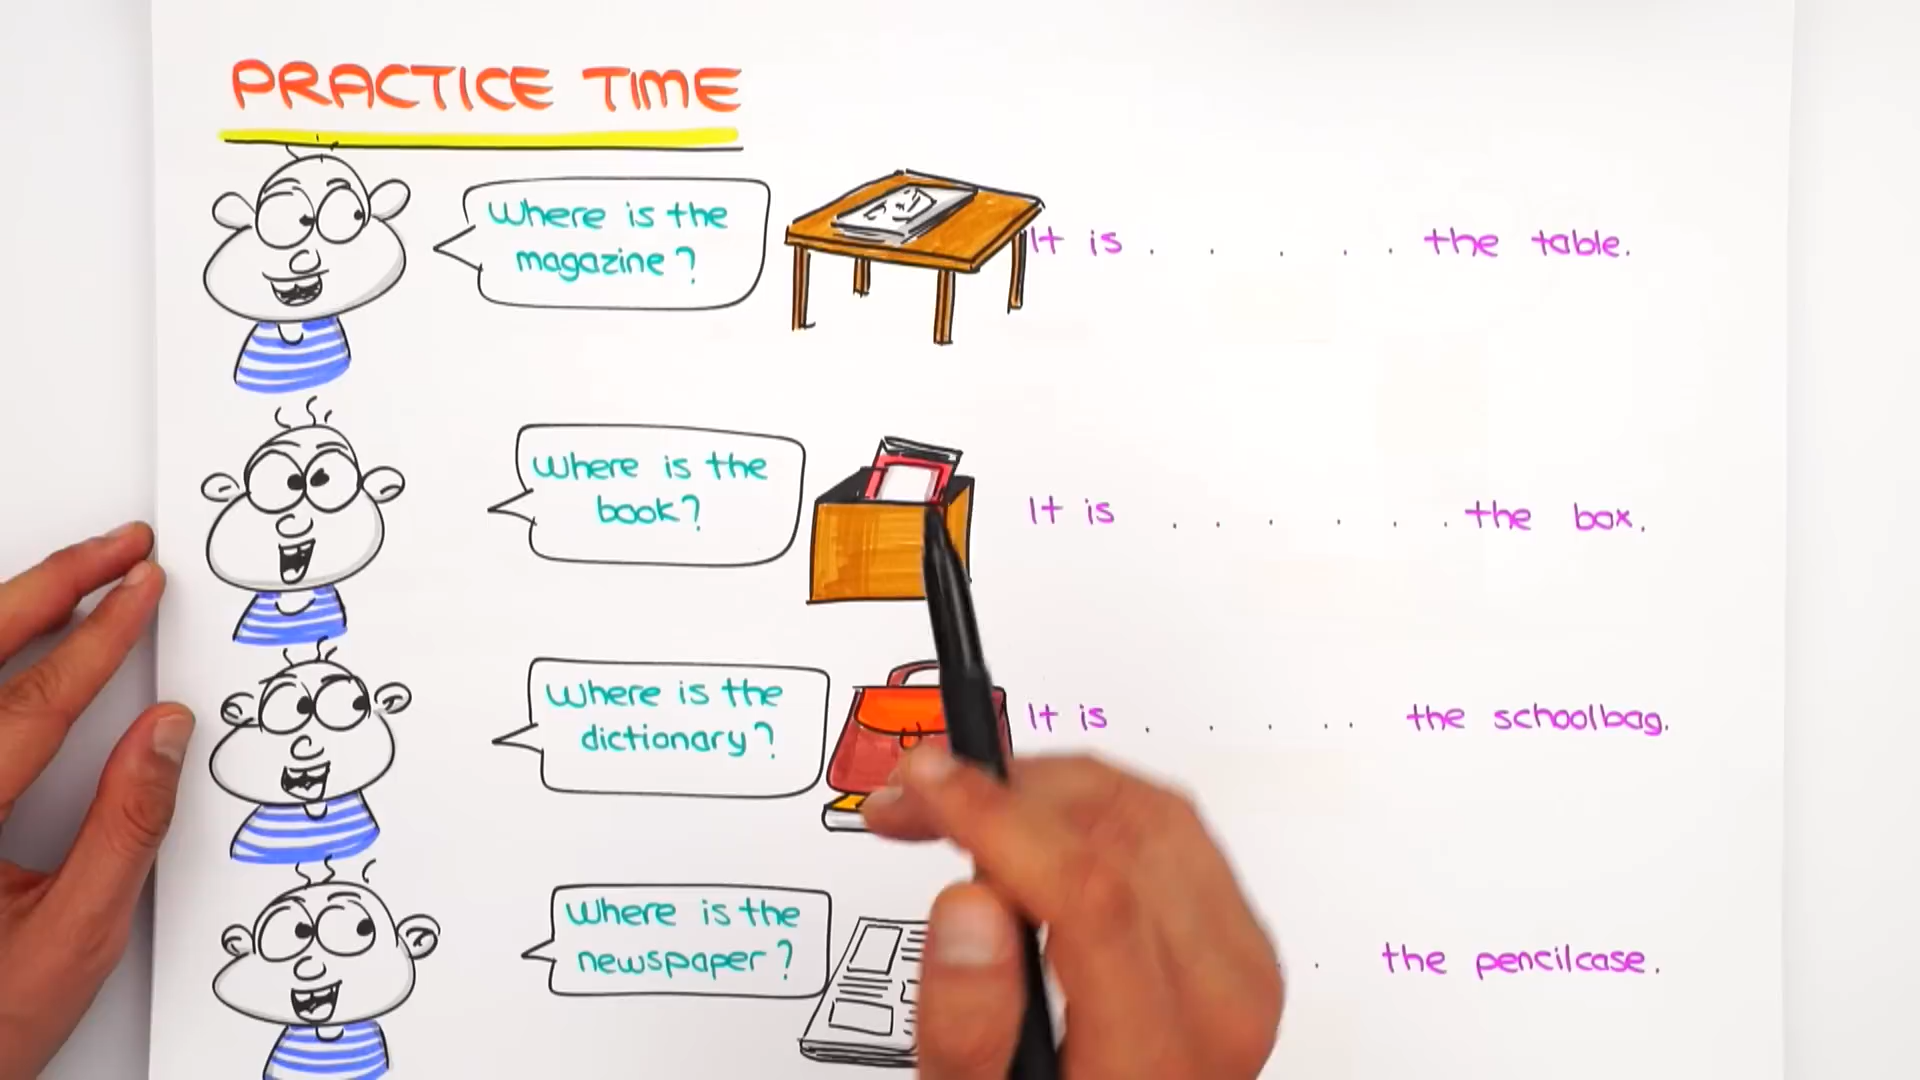 PRACTICE TIME
Where is the
magazine?
It is . . . . . the table.
Where is the
book?
It is . . . . . . the box.
Where is the
dictionary?
It is . . . . . the schoolbag.
Where is the
newspaper?
. . the pencilcase.